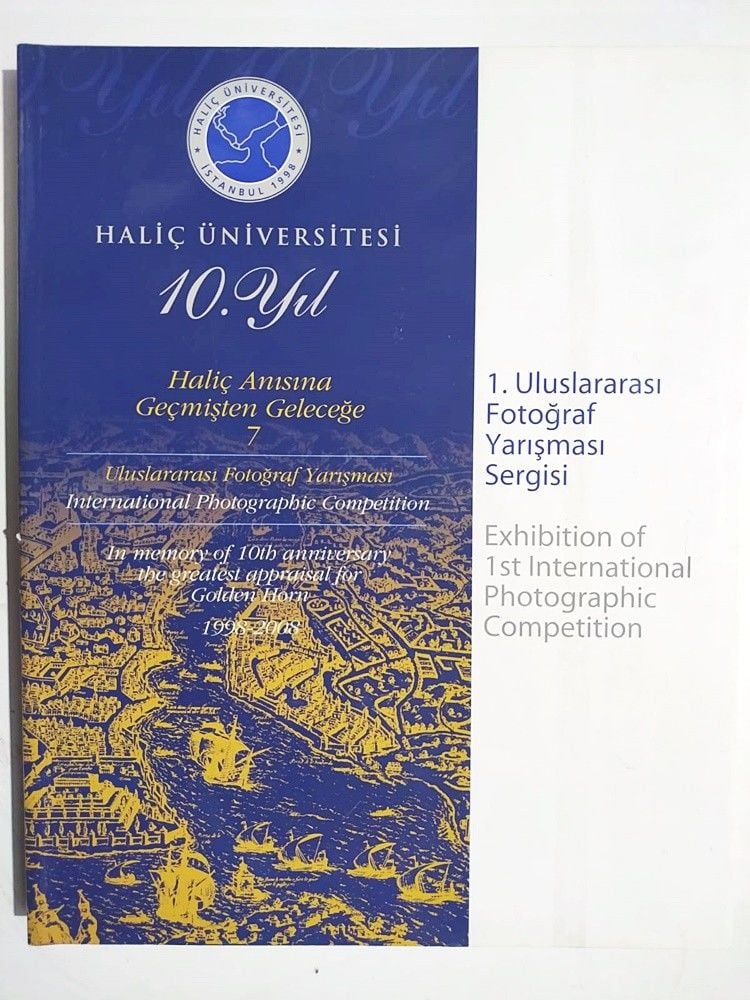 HALİÇ ÜNİVERSİTESİ
İSTANBUL 1998
HALİÇ ÜNİVERSİTESİ
10. Yıl
Haliç Anısına
Geçmişten Geleceğe
7
Uluslararası Fotoğraf Yarışması
International Photographic Competition
In memory of 10th anniversary
the greatest appraisal for
Golden Horn
1998-2008
1. Uluslararası
Fotoğraf
Yarışması
Sergisi
Exhibition of
1st International
Photographic
Competition